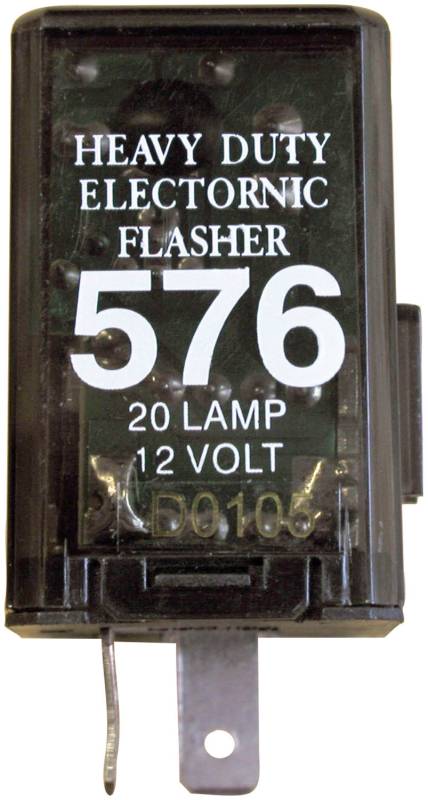 HEAVY DUTY
ELECTORNIC
FLASHER
576
20 LAMP
12 VOLT
D0105